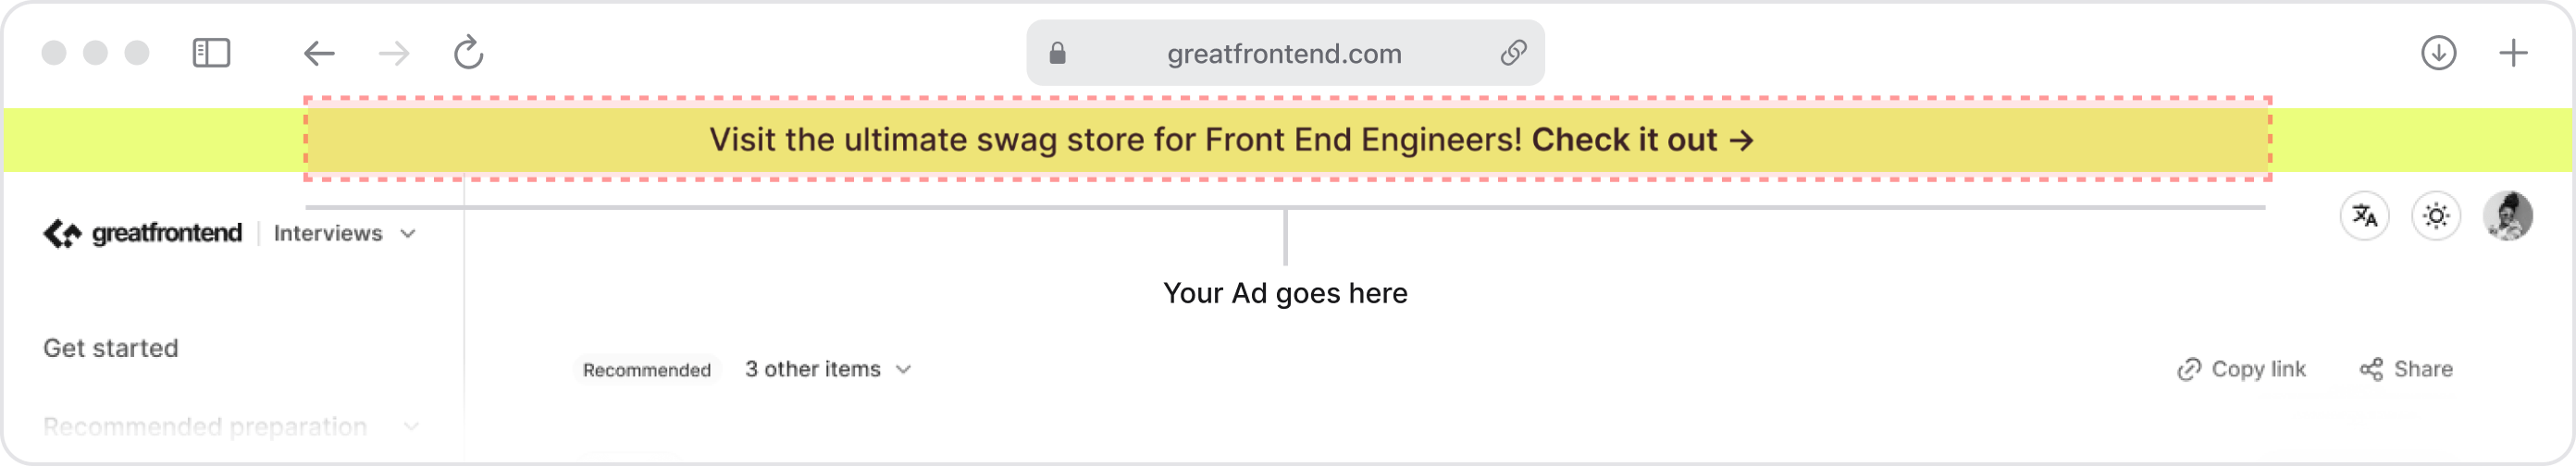 greatfrontend.com
Visit the ultimate swag store for Front End Engineers! Check it out →
greatfrontend | Interviews
Your Ad goes here
Get started
Recommended 3 other items
Copy link Share
Recommended preparation